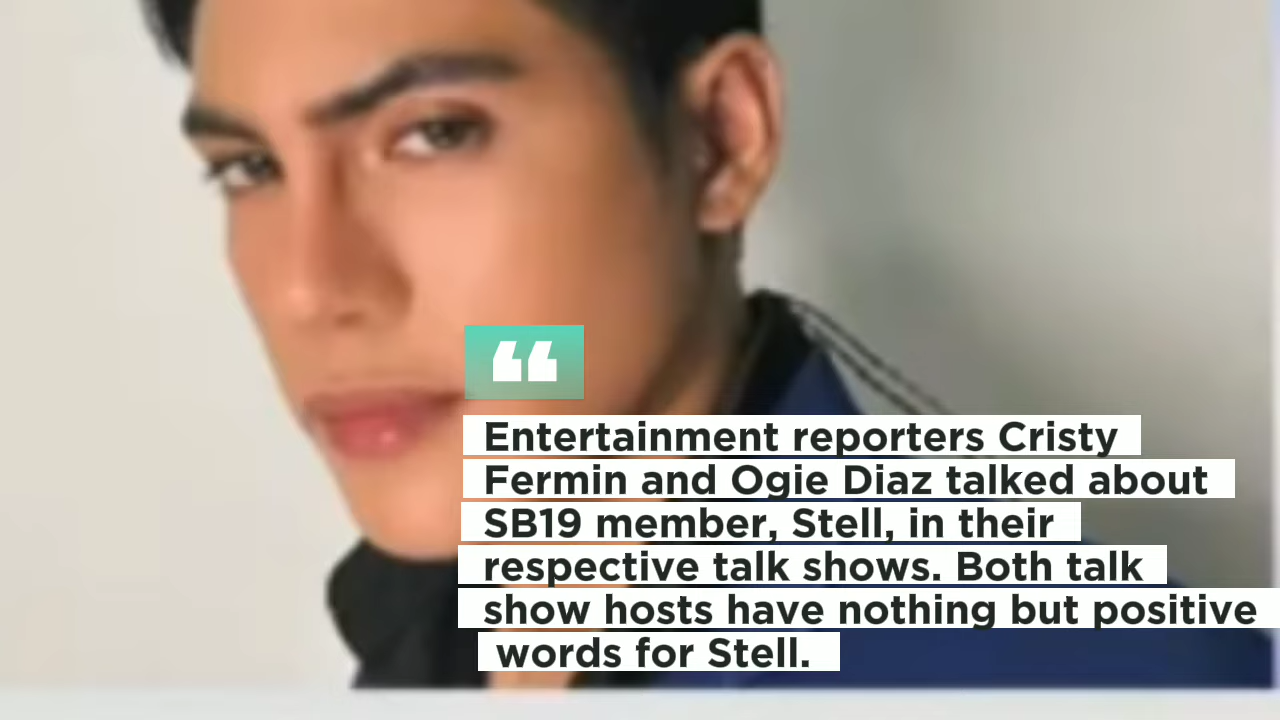 Entertainment reporters Cristy
Fermin and Ogie Diaz talked about
SB19 member, Stell, in their
respective talk shows. Both talk
show hosts have nothing but positive
words for Stell.